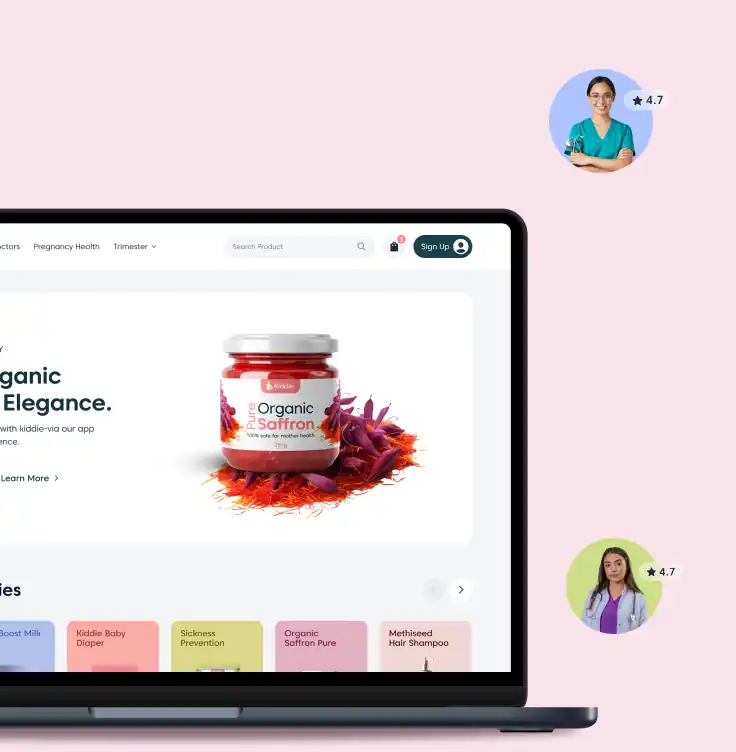 4.7
ctors Pregnancy Health Trimester Search Product 3 Sign Up
Y
ganic
Elegance.
with kiddie-via our app
ence.
Learn More
Kiddie
Pure
Organic
Saffron
100% safe for mother health
4.7
ies
Boost Milk
Kiddie Baby
Diaper
Sickness
Prevention
Organic
Saffron Pure
Methiseed
Hair Shampoo